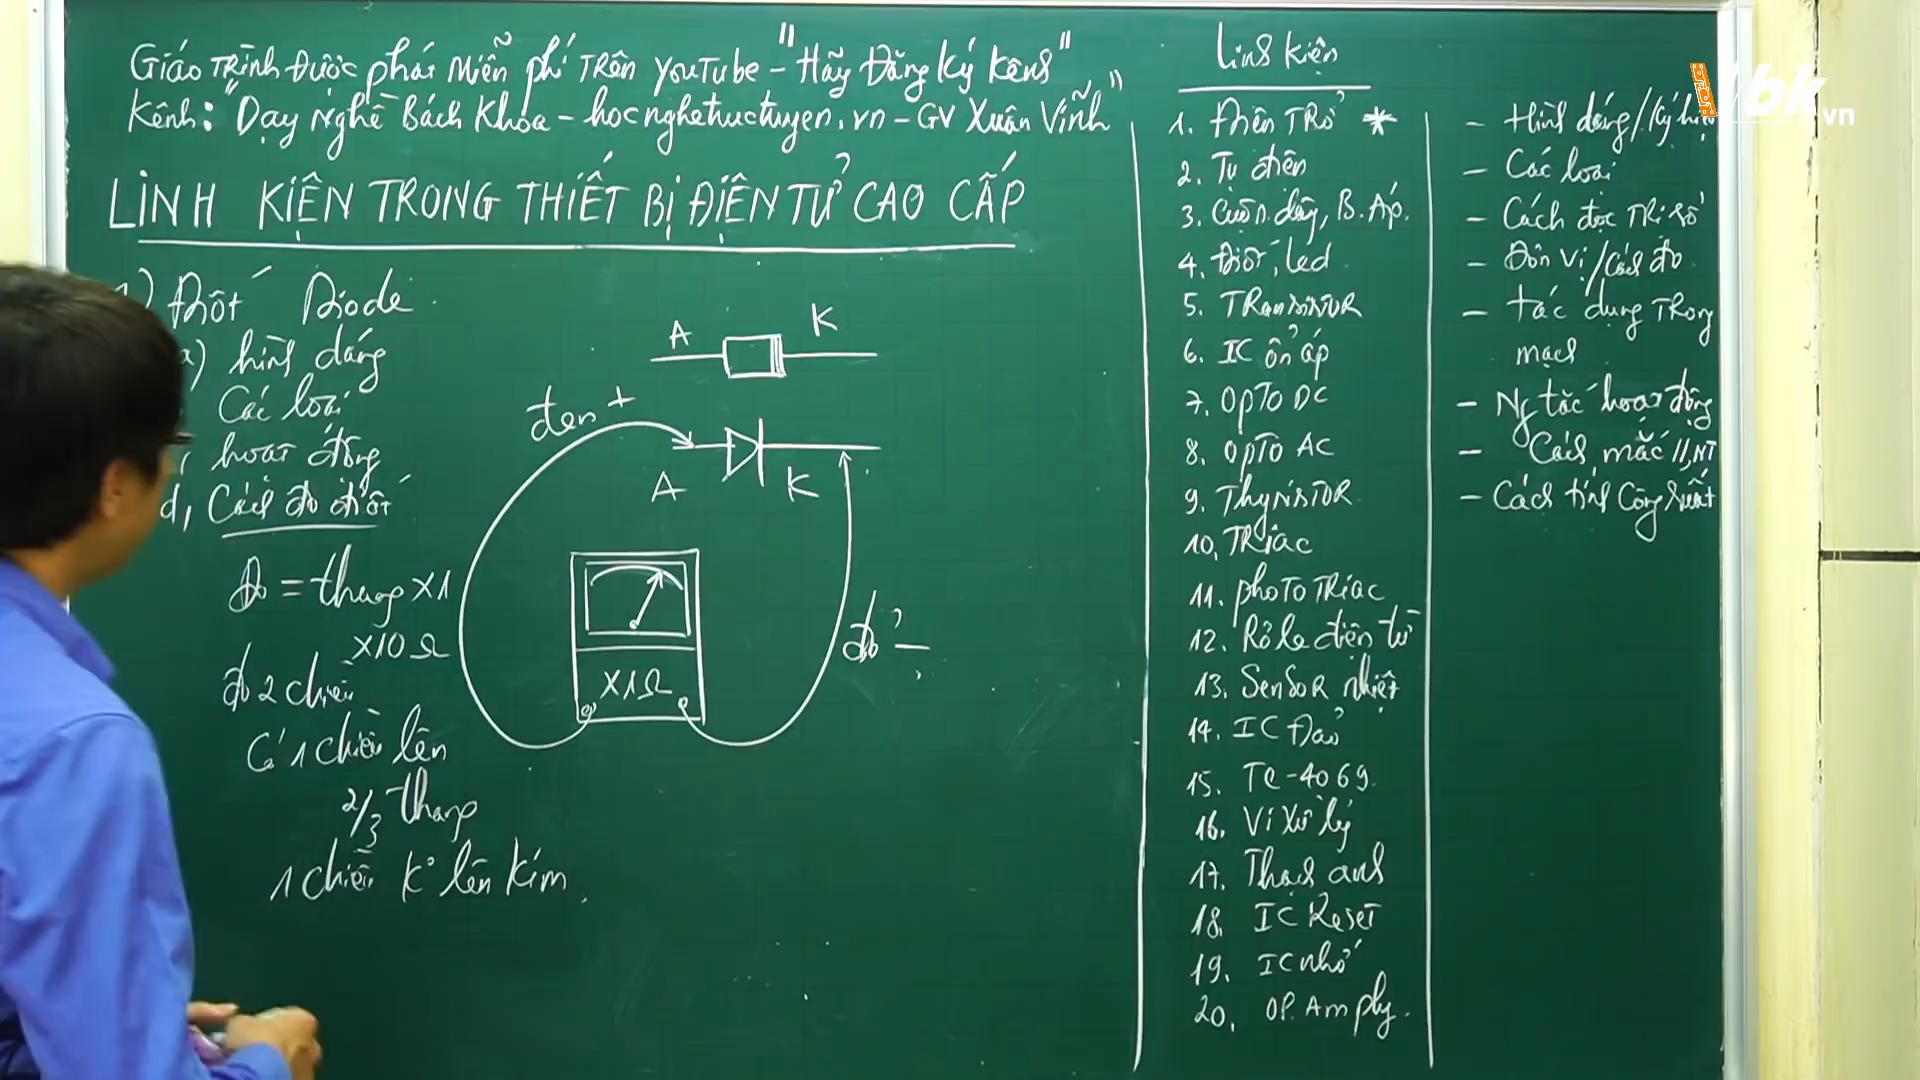 Giáo Trình Được phát Miễn phí Trên YouTube - "Hãy Đăng Ký Kênh"
Kênh: "Dạy Nghề Bách Khoa - hocnghetructuyen.vn - GV Xuân Vinh"
LINH KIỆN TRONG THIẾT BỊ ĐIỆN TỬ CAO CẤP
) Điốt Diode
a) hình dáng
Các loại
, hoạt động
d, Cách đo điốt
Đo = thang x1
x10 Ω
đo 2 chiều
Có 1 chiều lên
2/3 thang
1 chiều K° lên kim.
A K
đen +
A K
X1Ω
đỏ -
Linh Kiện
1. Điện TRở *
2. Tụ điện
3. Cuộn dây, B. Áp.
4. Điốt, led
5. TRansisTOR
6. IC ổn áp
7. OpTO DC
8. OpTO AC
9. ThyrisTOR
10, TRiac
11. phoTO TRiac
12. Rơ le điện từ
13. SenSoR nhiệt
14. IC Đảo
15. TC-4069.
16. Vi Xử lý
17. Thạch anh
18. IC ReseT
19. IC nhớ
20. OP. Amply.
- Hình dáng/Ký
- Các loại
- Cách đọc Trị số
- Đơn Vị/Cách đo
- Tác dụng TRong
mạch
- Ng tắc hoạt động
- Cách mắc //, NT
- Cách tính Công suất
bk.vn